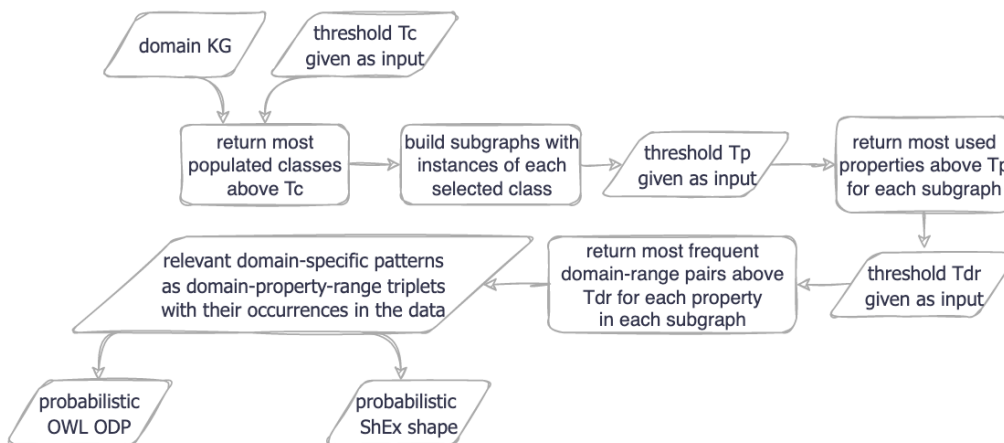 domain KG
threshold Tc
given as input
return most
populated classes
above Tc
build subgraphs with
instances of each
selected class
threshold Tp
given as input
return most used
properties above Tp
for each subgraph
threshold Tdr
given as input
return most frequent
domain-range pairs above
Tdr for each property
in each subgraph
relevant domain-specific patterns
as domain-property-range triplets
with their occurrences in the data
probabilistic
OWL ODP
probabilistic
ShEx shape